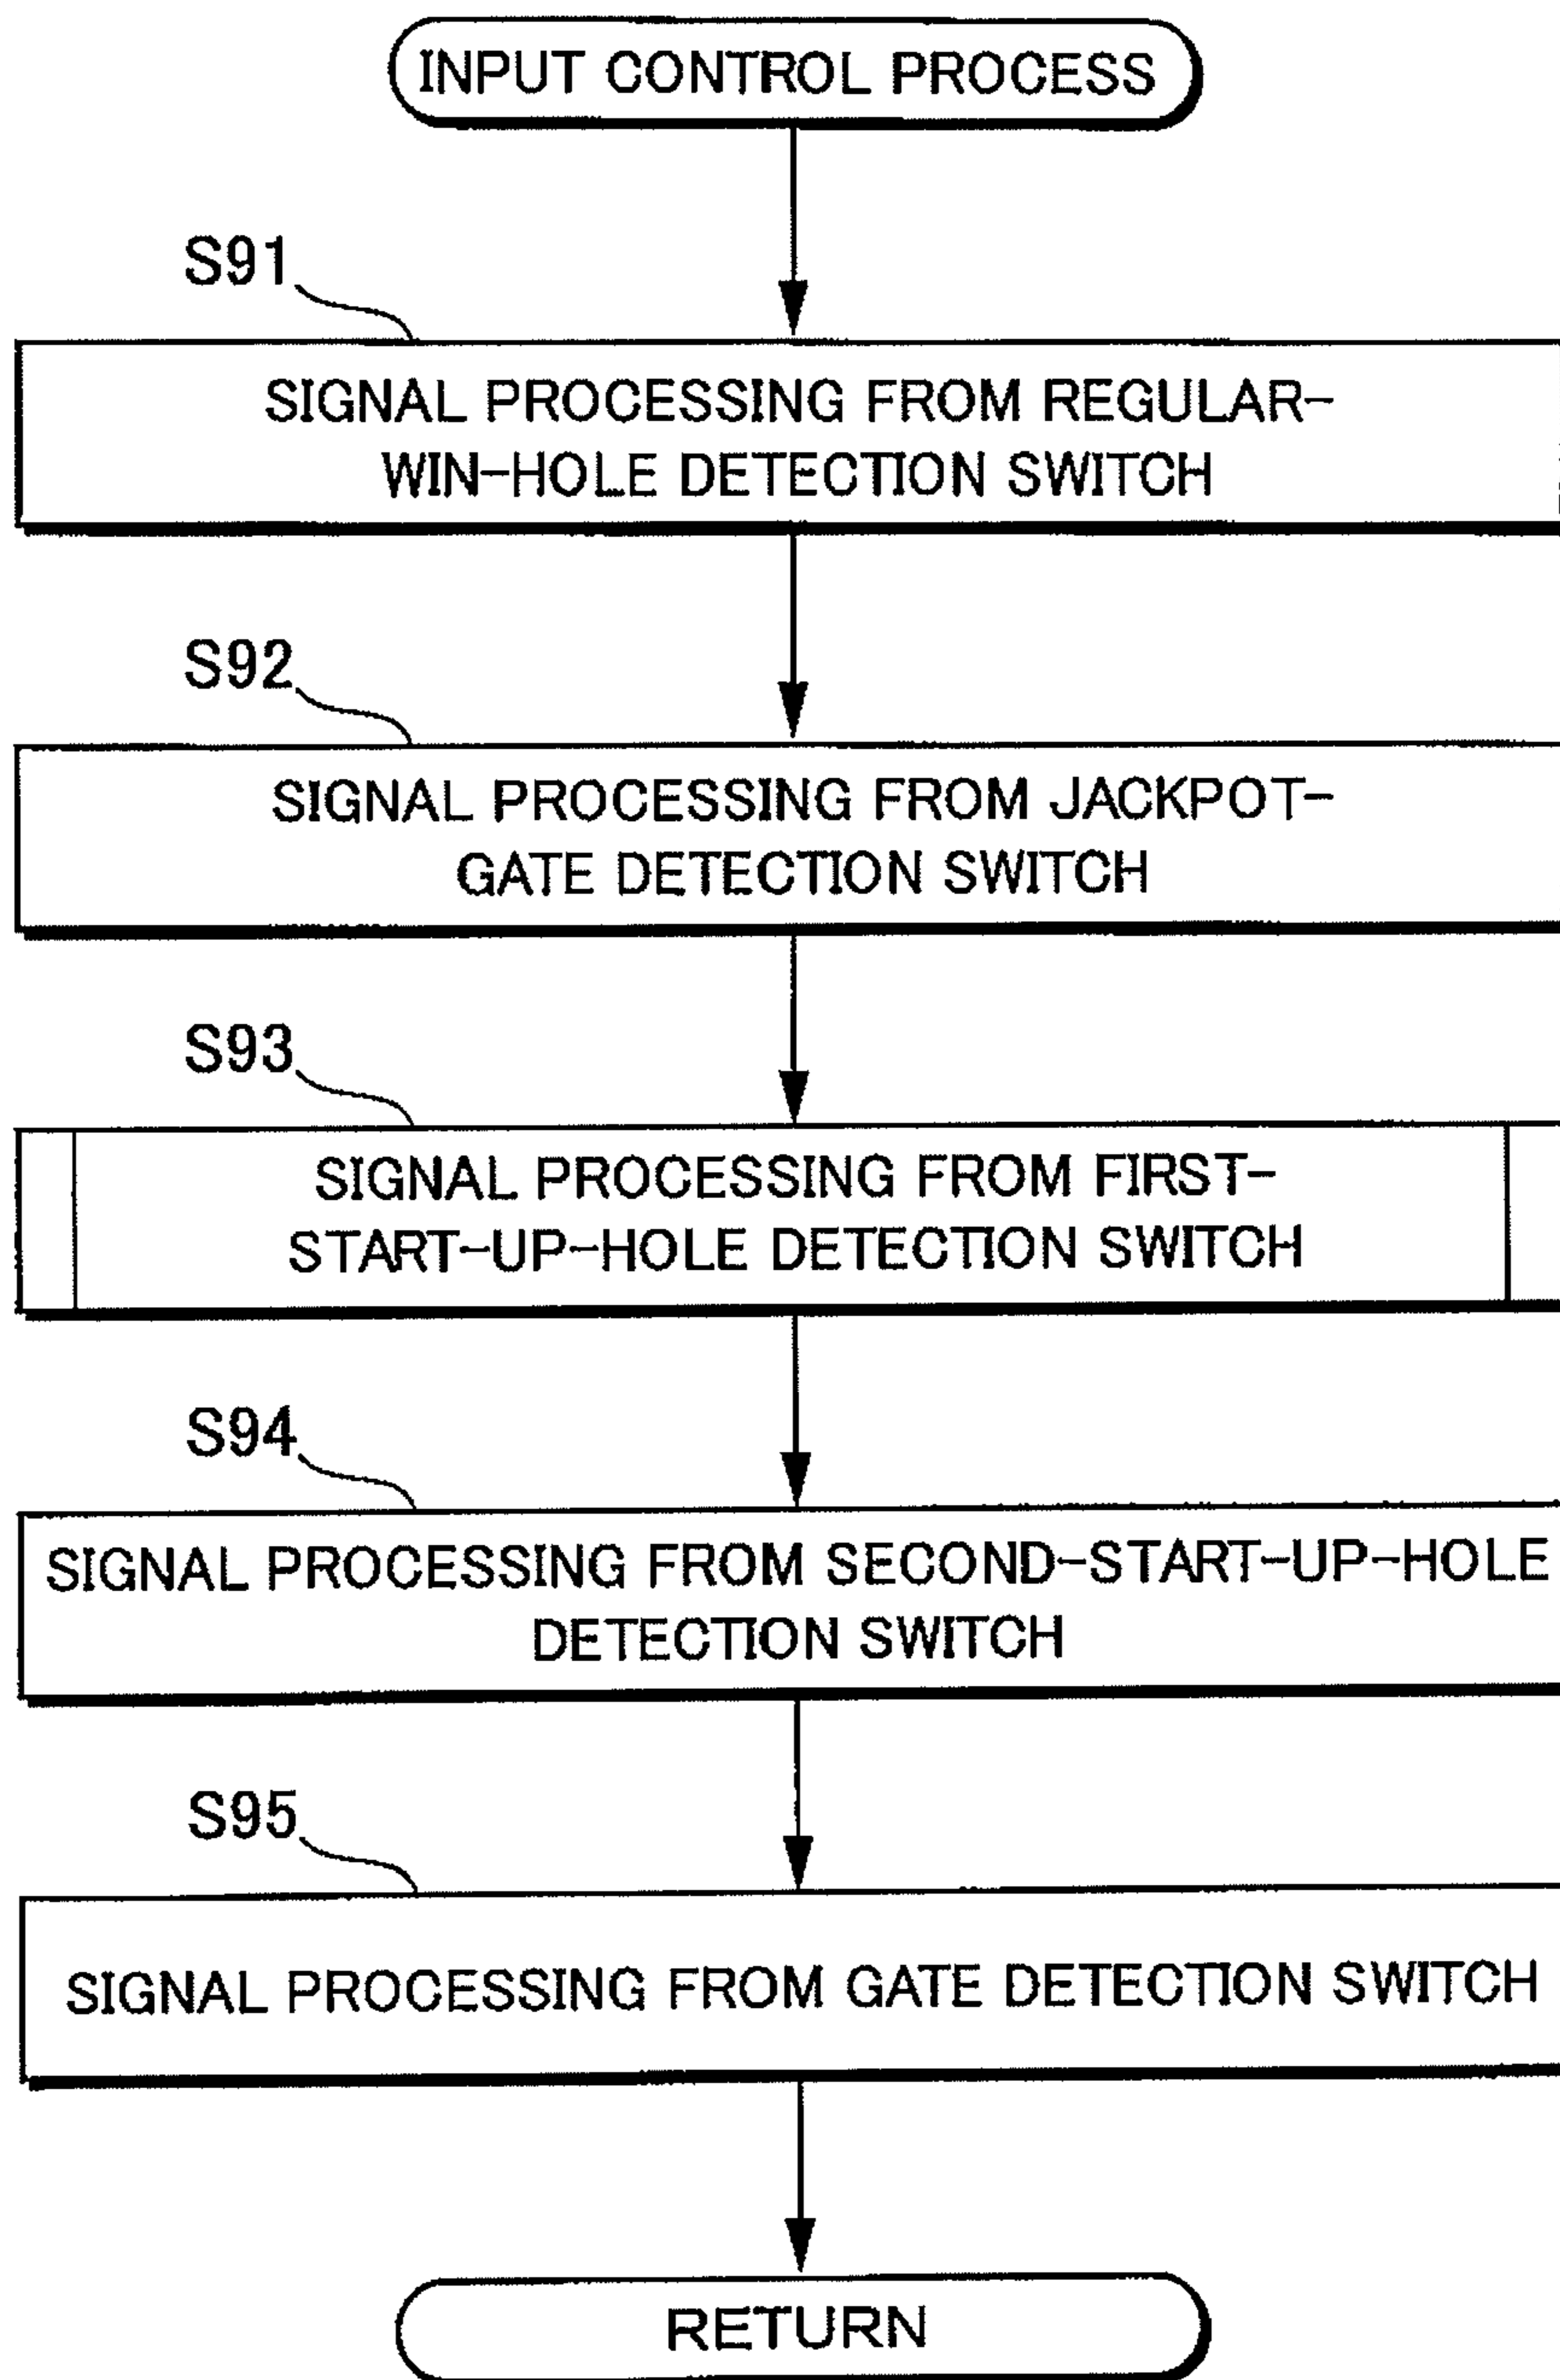 INPUT CONTROL PROCESS
S91
SIGNAL PROCESSING FROM REGULAR-
WIN-HOLE DETECTION SWITCH
S92
SIGNAL PROCESSING FROM JACKPOT-
GATE DETECTION SWITCH
S93
SIGNAL PROCESSING FROM FIRST-
START-UP-HOLE DETECTION SWITCH
S94
SIGNAL PROCESSING FROM SECOND-START-UP-HOLE
DETECTION SWITCH
S95
SIGNAL PROCESSING FROM GATE DETECTION SWITCH
RETURN